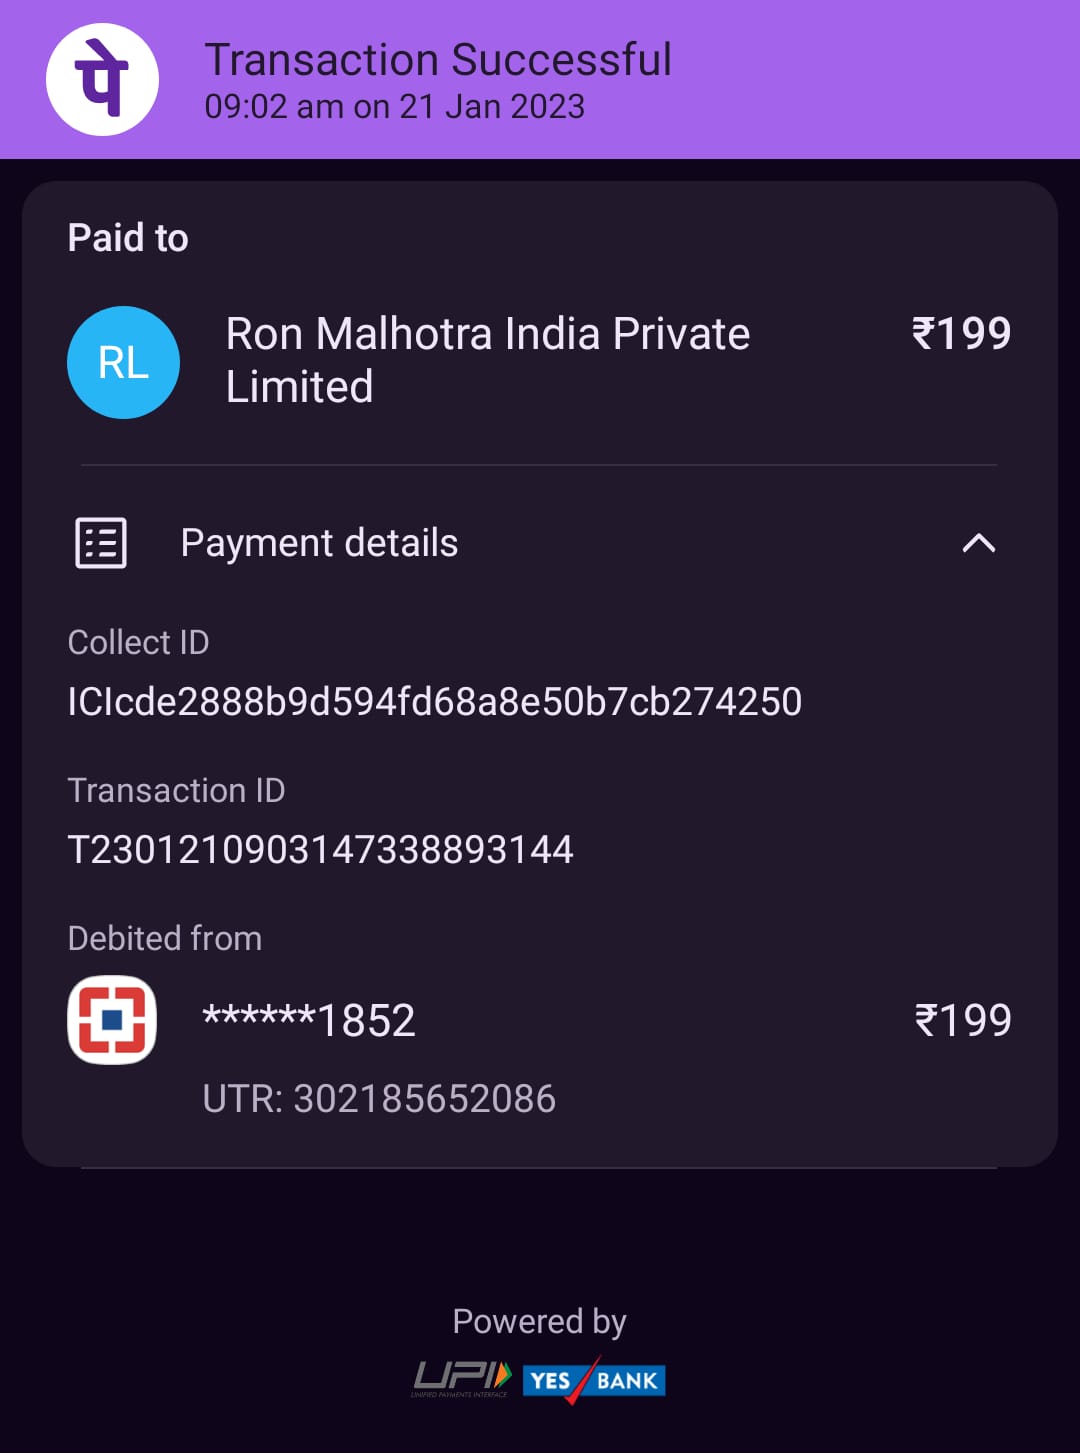 पे
Transaction Successful
09:02 am on 21 Jan 2023
Paid to
RL
Ron Malhotra India Private
Limited
₹199
Payment details
Collect ID
ICIcde2888b9d594fd68a8e50b7cb274250
Transaction ID
T2301210903147338893144
Debited from
******1852
₹199
UTR: 302185652086
Powered by
UPI
UNIFIED PAYMENTS INTERFACE
YES BANK